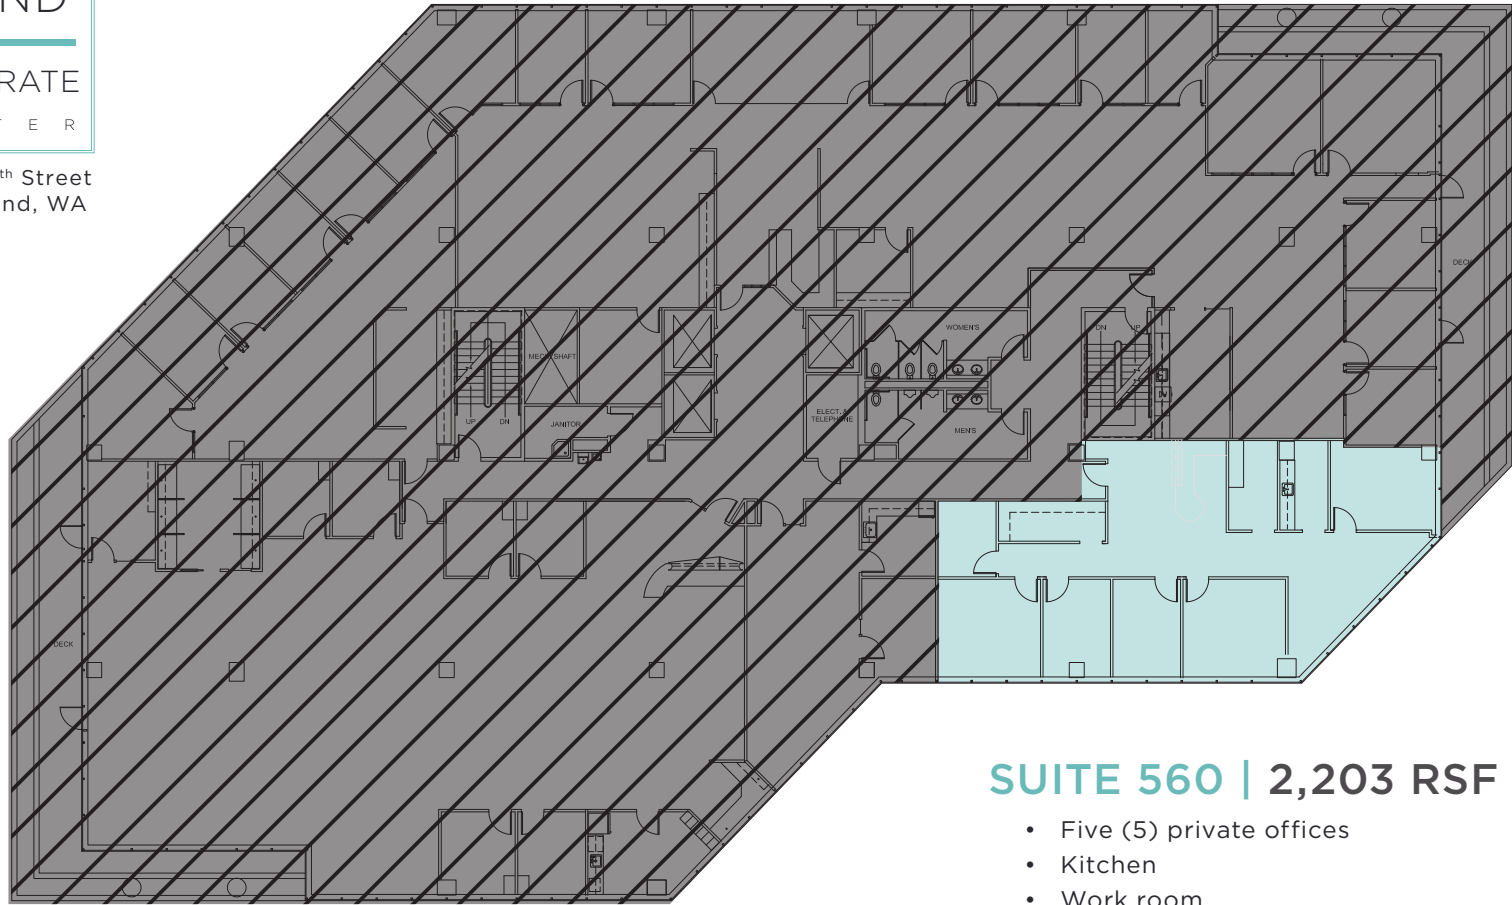 ND
RATE
T E R
th Street
nd, WA
DECK
WOMEN'S
DN UP
MECH SHAFT
ELECT. &
TELEPHONE
UP DN
JANITOR
MEN'S
DECK
SUITE 560 | 2,203 RSF
• Five (5) private offices
• Kitchen
• Work room